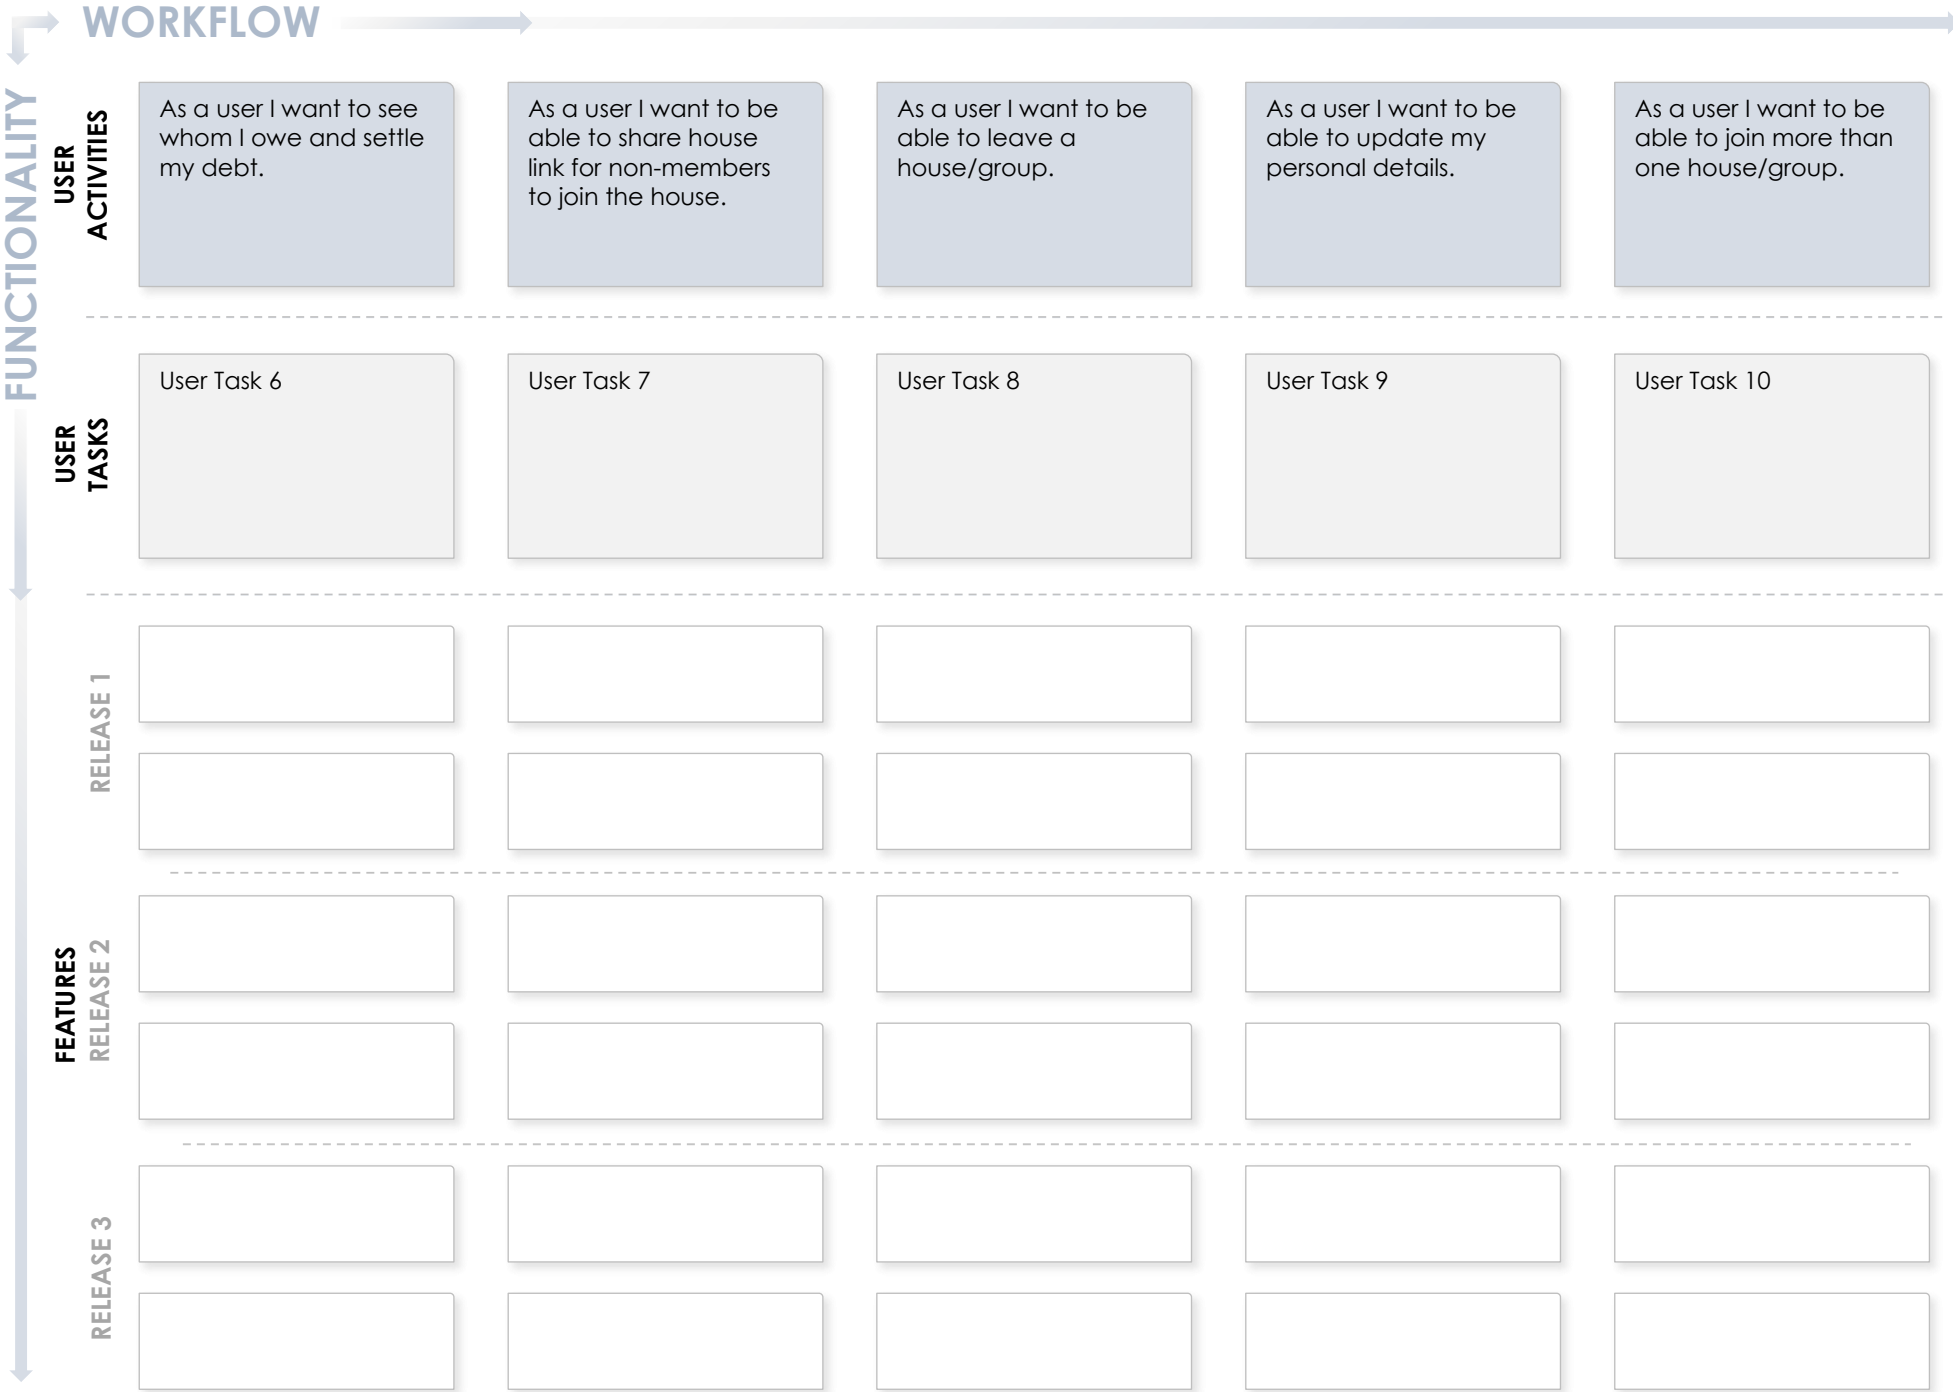 WORKFLOW
FUNCTIONALITY
USER
ACTIVITIES
As a user I want to see
whom I owe and settle
my debt.
As a user I want to be
able to share house
link for non-members
to join the house.
As a user I want to be
able to leave a
house/group.
As a user I want to be
able to update my
personal details.
As a user I want to be
able to join more than
one house/group.
USER
TASKS
User Task 6
User Task 7
User Task 8
User Task 9
User Task 10
FEATURES
RELEASE 1
RELEASE 2
RELEASE 3